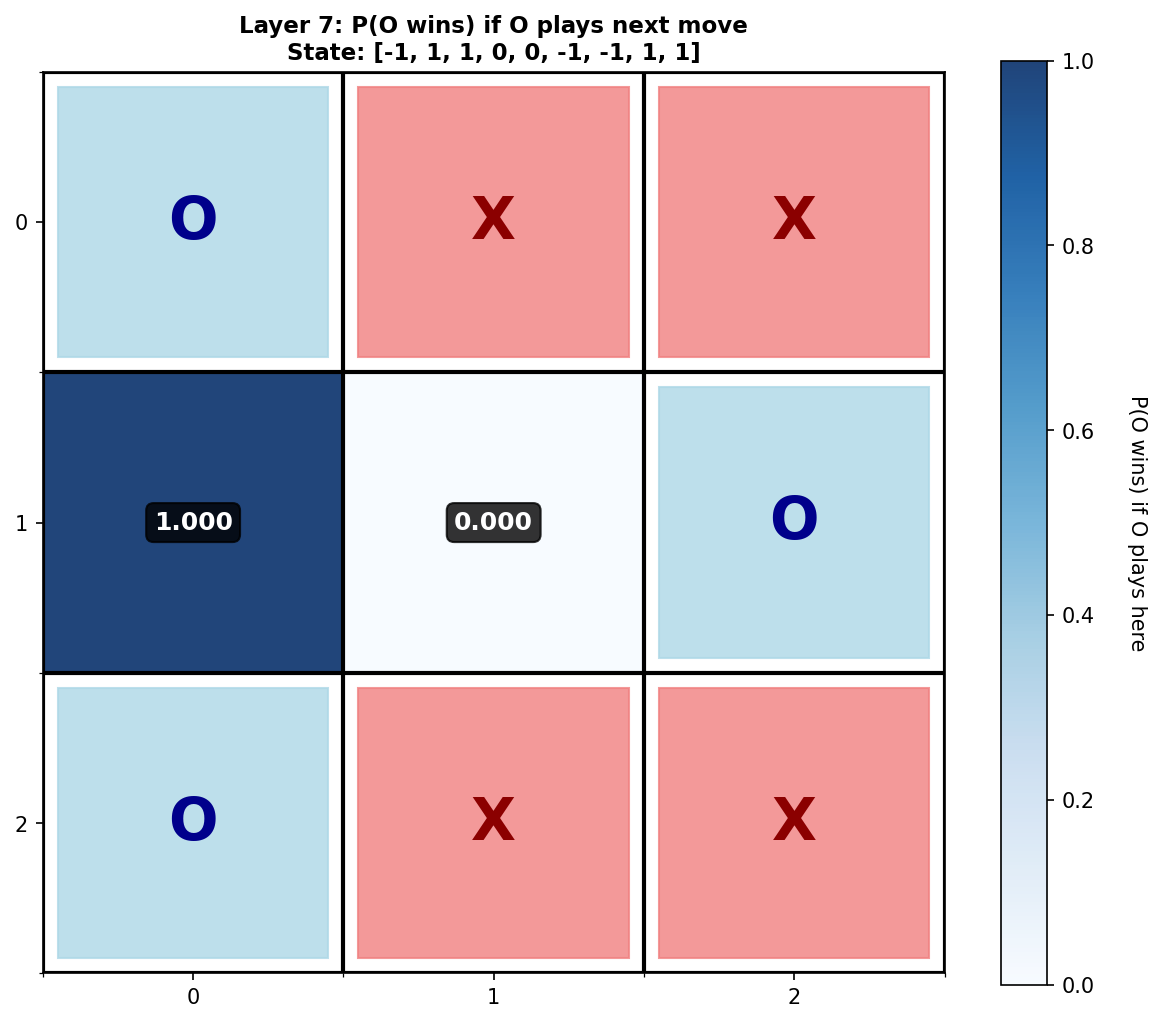 Layer 7: P(O wins) if O plays next move
State: [-1, 1, 1, 0, 0, -1, -1, 1, 1]
0
O
X
X
1
1.000
0.000
O
2
O
X
X
0
1
2
1.0
0.8
0.6
0.4
0.2
0.0
P(O wins) if O plays here